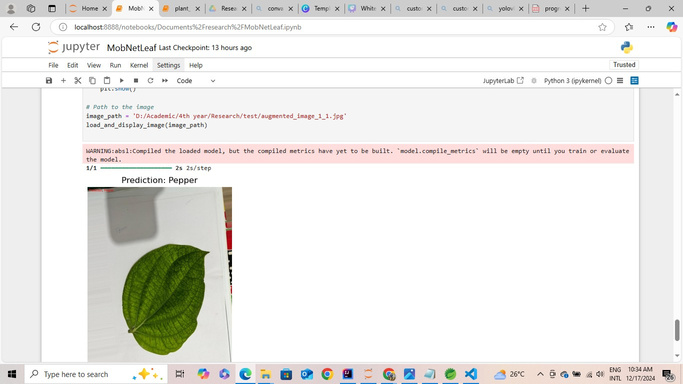 Home
MobN
plant_
Resea
conve
Temp
White
custo
custo
yolov
progr
localhost:8888/notebooks/Documents%2Fresearch%2FMobNetLeaf.ipynb
jupyter MobNetLeaf Last Checkpoint: 13 hours ago
File Edit View Run Kernel Settings Help
Trusted
Code
JupyterLab
Python 3 (ipykernel)
plt.show()
# Path to the image
image_path = 'D:/Academic/4th year/Research/test/augmented_image_1_1.jpg'
load_and_display_image(image_path)
WARNING:absl:Compiled the loaded model, but the compiled metrics have yet to be built. `model.compile_metrics` will be empty until you train or evaluate
the model.
1/1 2s 2s/step
Prediction: Pepper
Type here to search
26°C
ENG
INTL
10:34 AM
12/17/2024